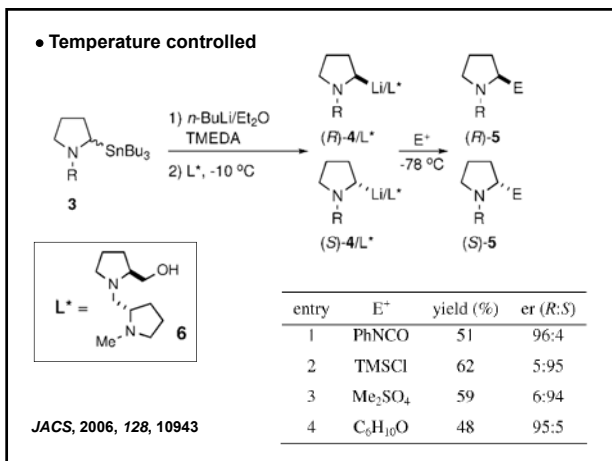 • Temperature controlled
N
R
SnBu3
3
1) n-BuLi/Et2O
TMEDA
2) L*, -10 °C
N
R
Li/L*
(R)-4/L*
N
R
Li/L*
(S)-4/L*
E+
-78 °C
N
R
E
(R)-5
N
R
E
(S)-5
L* =
N
OH
Me
N
6
entry E+ yield (%) er (R:S)
1 PhNCO 51 96:4
2 TMSCl 62 5:95
3 Me2SO4 59 6:94
4 C6H10O 48 95:5
JACS, 2006, 128, 10943